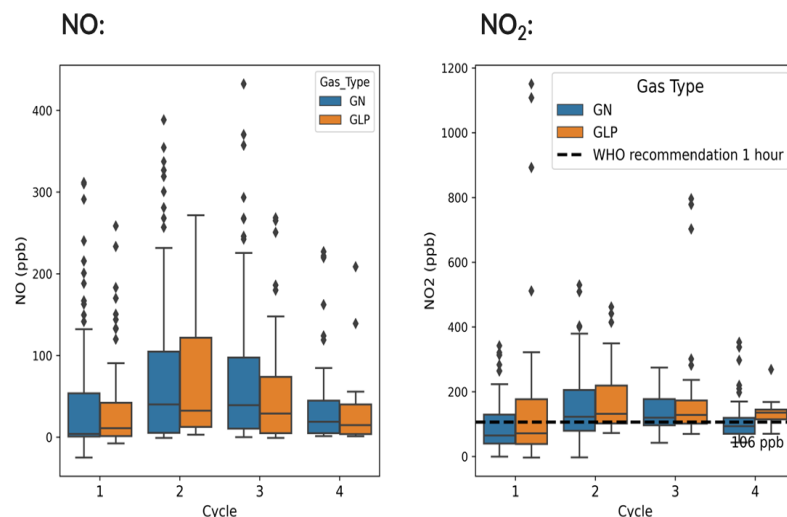 NO:
NO₂:
Gas_Type
GN
GLP
400
300
200
100
0
NO (ppb)
1 2 3 4
Cycle
Gas Type
GN
GLP
WHO recommendation 1 hour
1200
1000
800
600
400
200
0
NO2 (ppb)
106 ppb
1 2 3 4
Cycle